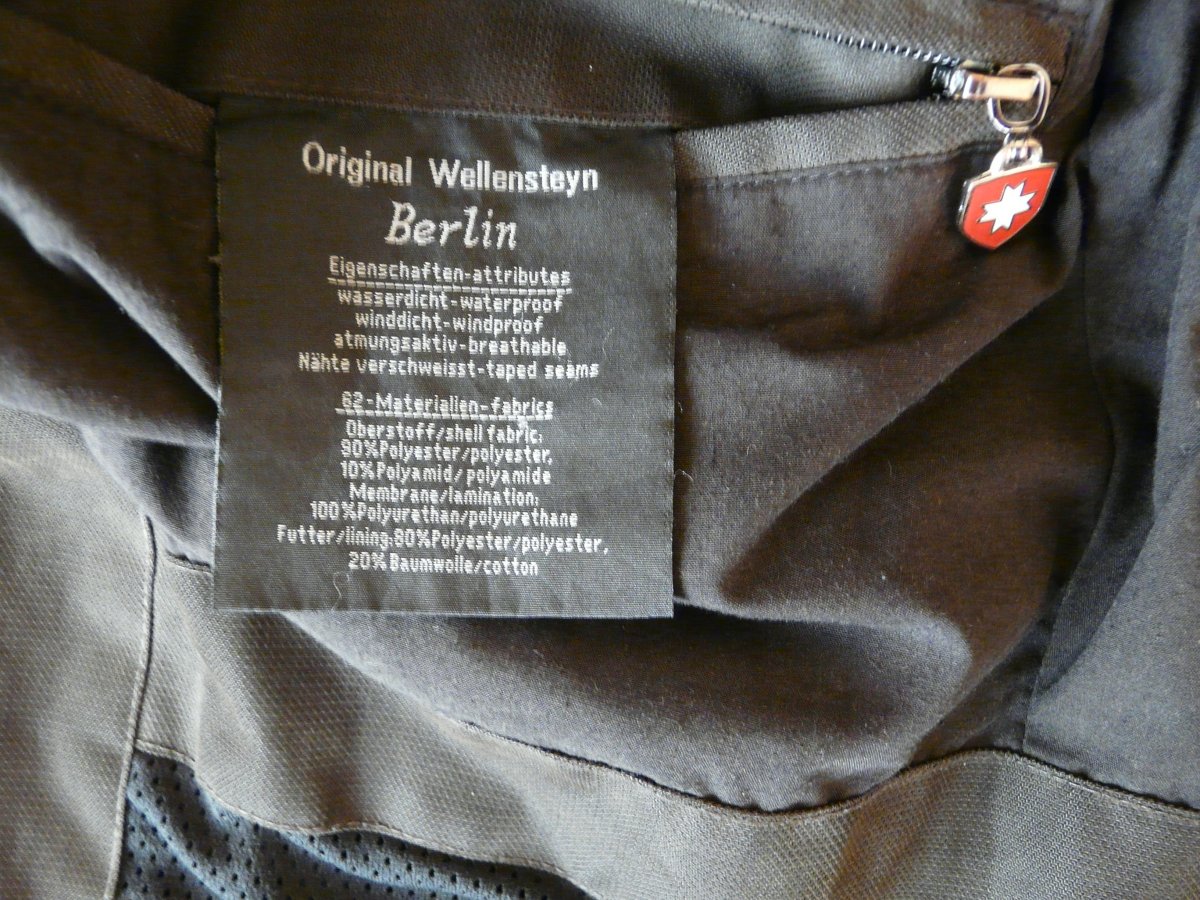 Original Wellensteyn
Berlin
Eigenschaften-attributes
wasserdicht-waterproof
winddicht-windproof
atmungsaktiv-breathable
Nähte verschweisst-taped seams
62-Materialien-fabrics
Oberstoff/shell fabric:
90%Polyester/polyester,
10%Polyamid/polyamide
Membrane/lamination:
100%Polyurethan/polyurethane
Futter/lining:80%Polyester/polyester,
20%Baumwolle/cotton